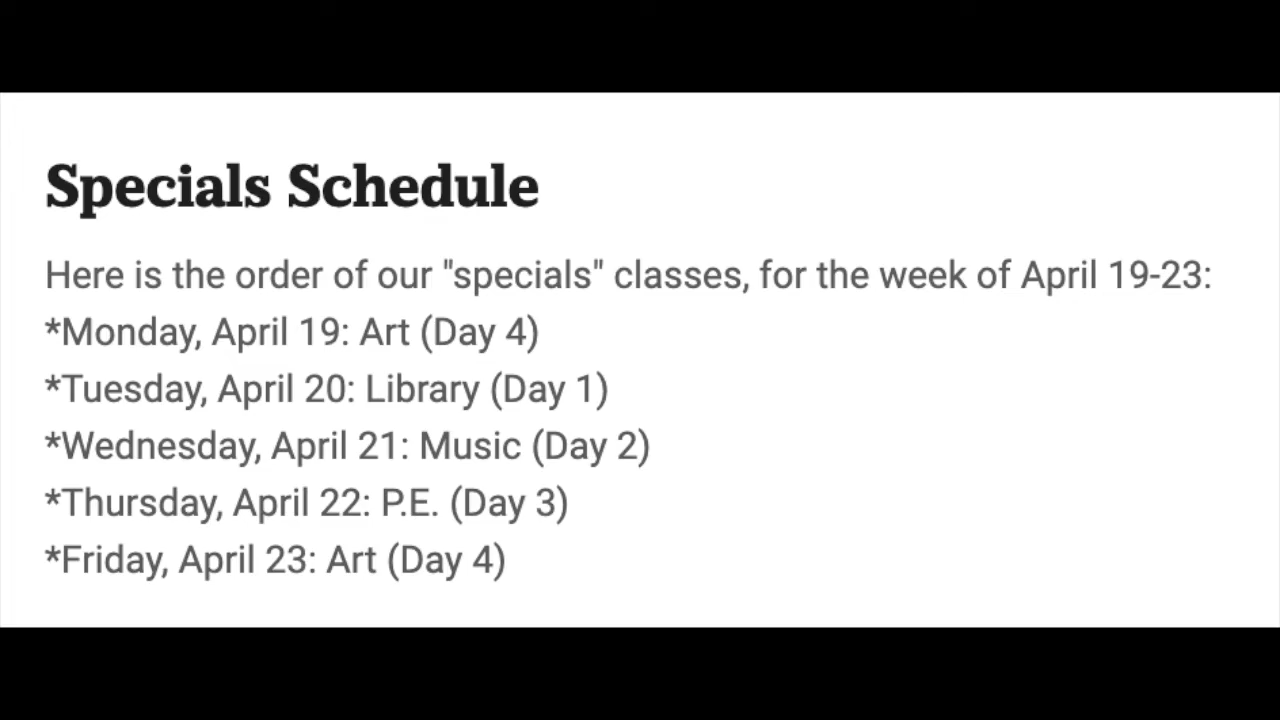 Specials Schedule
Here is the order of our "specials" classes, for the week of April 19-23:
*Monday, April 19: Art (Day 4)
*Tuesday, April 20: Library (Day 1)
*Wednesday, April 21: Music (Day 2)
*Thursday, April 22: P.E. (Day 3)
*Friday, April 23: Art (Day 4)